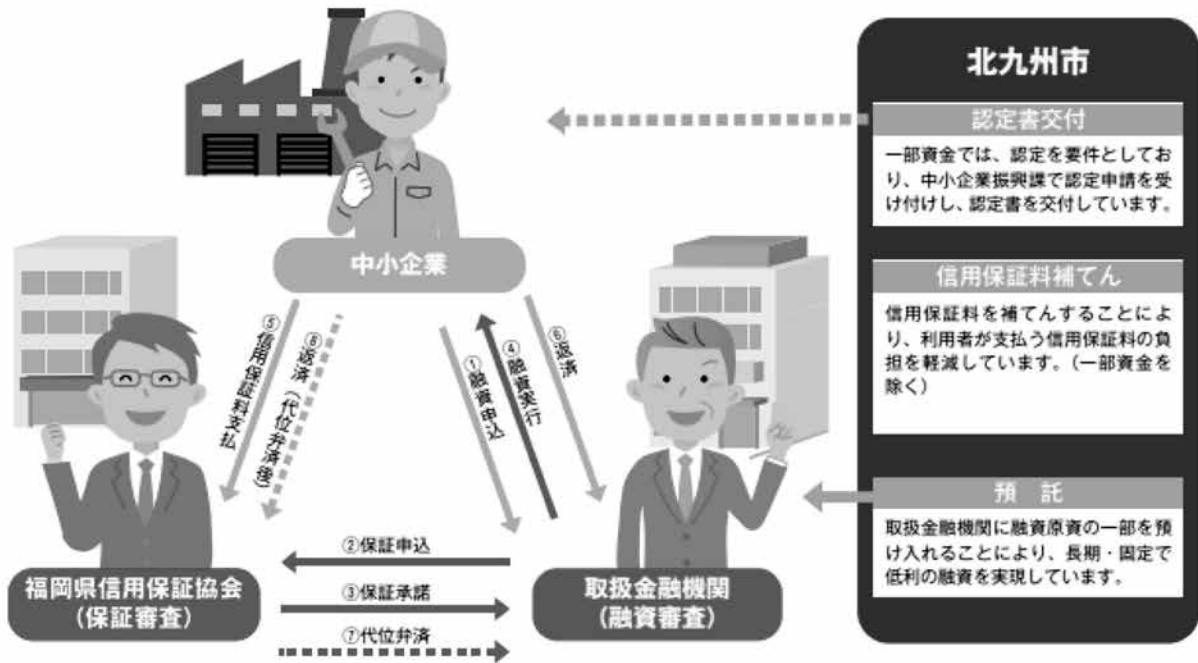 北九州市
認定書交付
一部資金では、認定を要件としてお
り、中小企業振興課で認定申請を受
け付けし、認定書を交付しています。
中小企業
信用保証料補てん
信用保証料を補てんすることによ
り、利用者が支払う信用保証料の負
担を軽減しています。（一部資金を
除く）
⑤信用保証料支払
⑧返済（代位弁済後）
①融資申込
④融資実行
⑥返済
預 託
取扱金融機関に融資原資の一部を預
け入れることにより、長期・固定で
低利の融資を実現しています。
②保証申込
③保証承諾
⑦代位弁済
福岡県信用保証協会
（保証審査）
取扱金融機関
（融資審査）